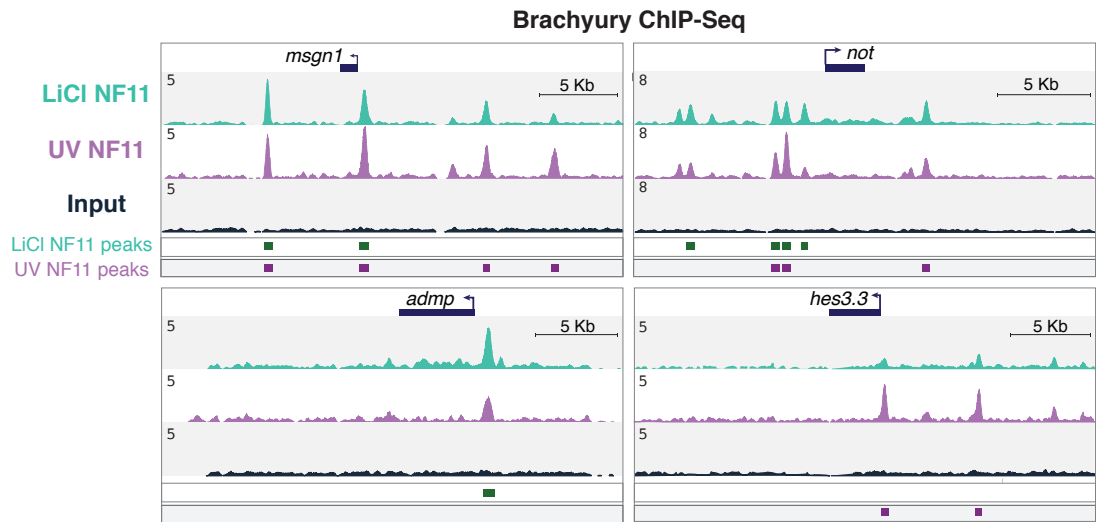 Brachyury ChIP-Seq
msgn1
not
LiCl NF11
5
5 Kb
8
5 Kb
UV NF11
5
8
Input
5
8
LiCl NF11 peaks
UV NF11 peaks
admp
hes3.3
5
5 Kb
5
5 Kb
5
5
5
5